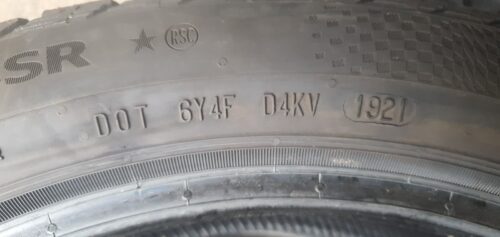 SR ★ RSC
DOT 6Y4F D4KV 1921